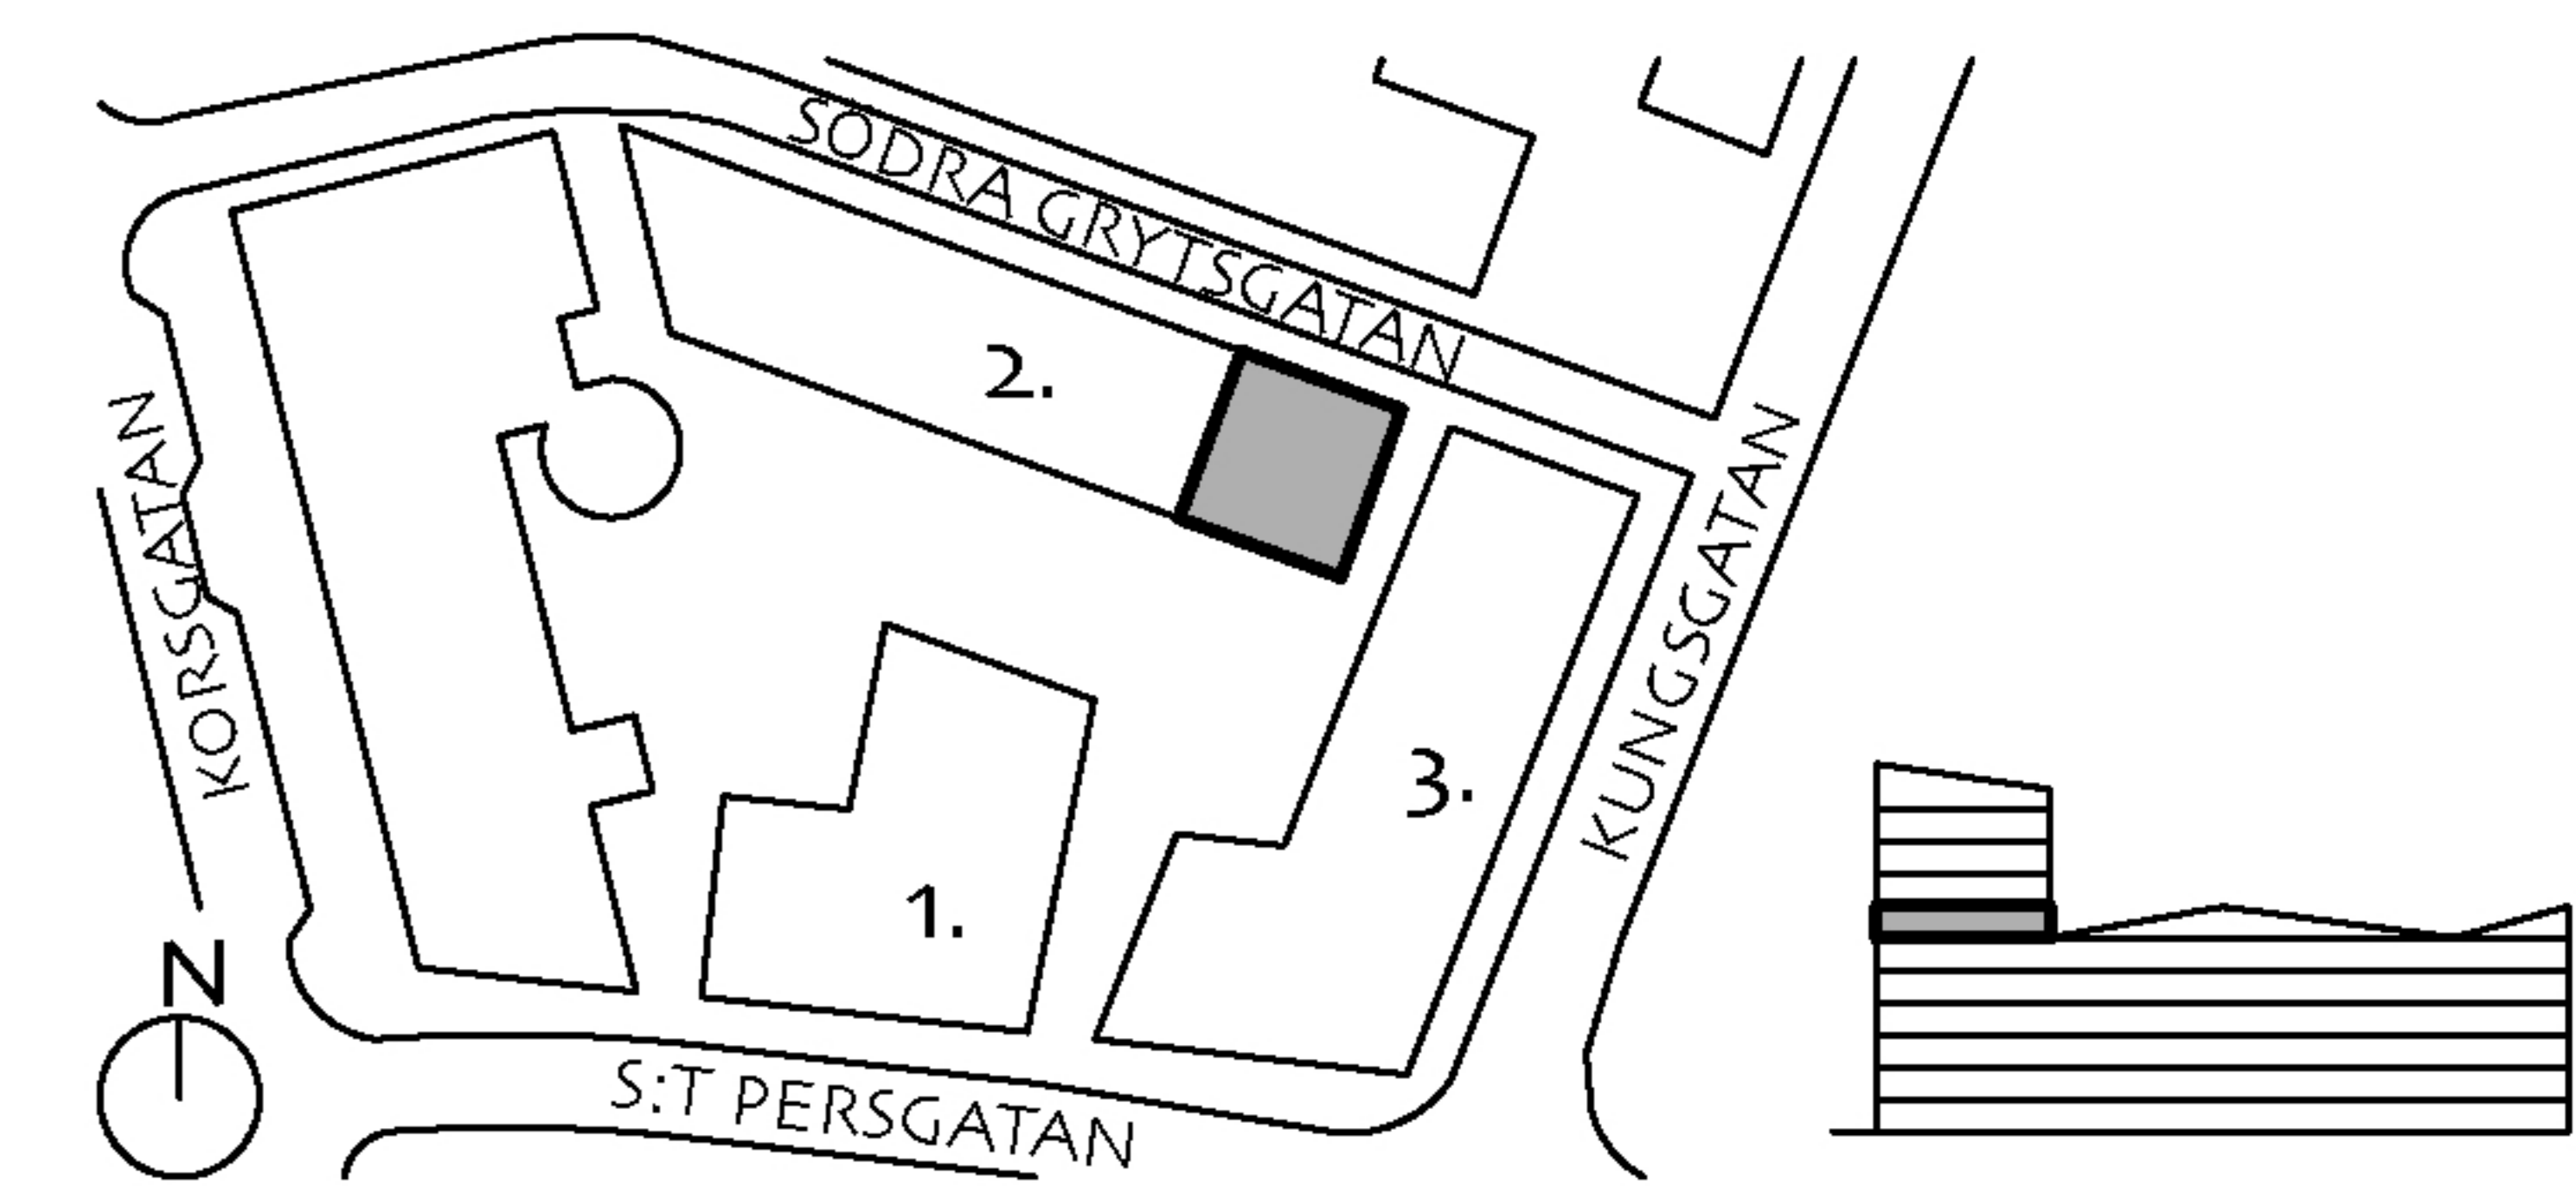 SÖDRA GRYTSGATAN
2.
KORSGATAN
KUNGSGATAN
3.
1.
N
S:T PERSGATAN